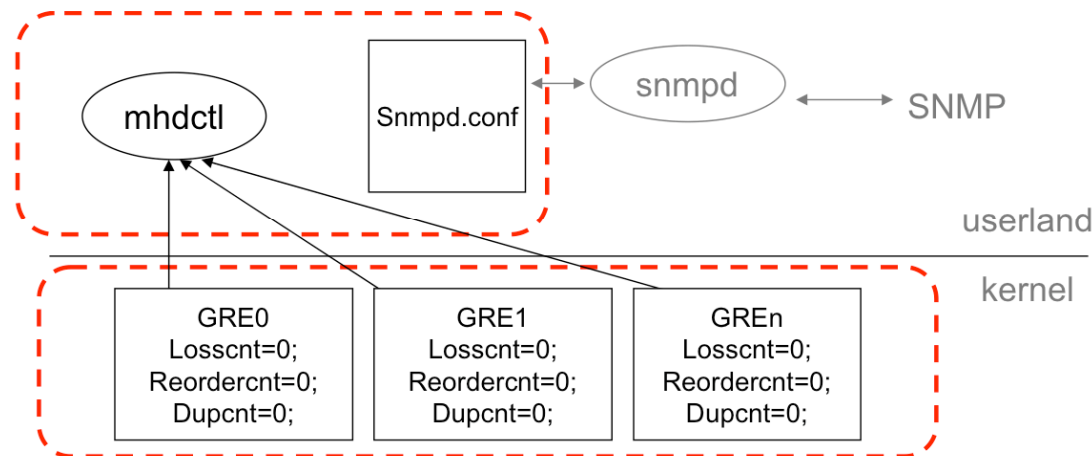 mhdctl
Snmpd.conf
snmpd
SNMP
userland
kernel
GRE0
Losscnt=0;
Reordercnt=0;
Dupcnt=0;
GRE1
Losscnt=0;
Reordercnt=0;
Dupcnt=0;
GREn
Losscnt=0;
Reordercnt=0;
Dupcnt=0;